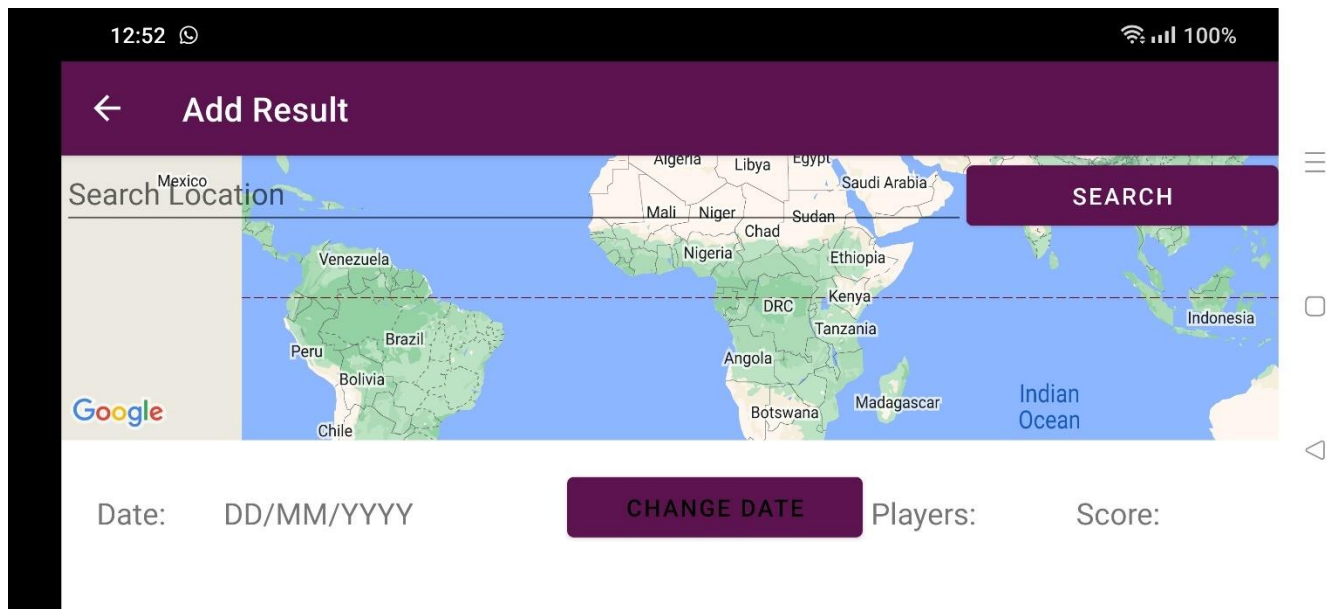 12:52 100%
Add Result
Algeria Libya Egypt
Mexico Saudi Arabia
Search Location SEARCH
Mali Niger Sudan
Chad
Venezuela Nigeria Ethiopia
DRC Kenya
Indonesia
Tanzania
Peru Brazil
Angola
Bolivia
Botswana Madagascar Indian
Ocean
Google
Chile
Date: DD/MM/YYYY CHANGE DATE Players: Score: